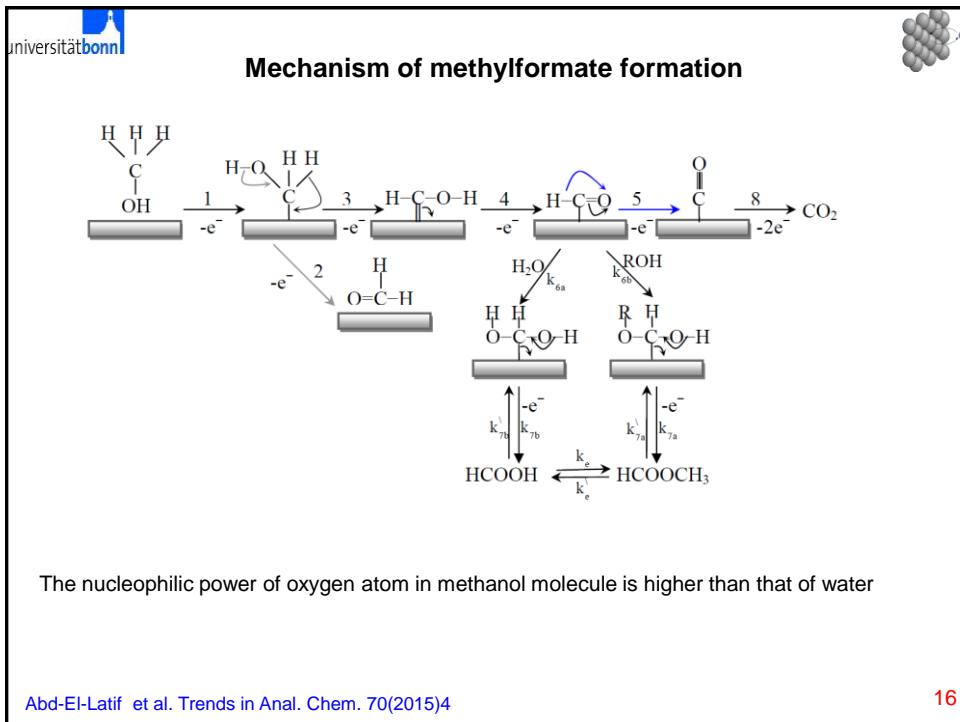 universitätbonn
Mechanism of methylformate formation
H H H
C
OH
1
-e⁻
H–O H H
C
3
-e⁻
H–C–O–H
4
-e⁻
H–C=O
5
-e⁻
O
C
8
-2e⁻
CO₂
-e⁻ 2
H
O=C–H
H₂O
k6a
ROH
k6b
H H
O–C–O–H
R H
O–C–O–H
k\7b
-e⁻
k7b
k\7a
-e⁻
k7a
HCOOH
ke
k\e
HCOOCH₃
The nucleophilic power of oxygen atom in methanol molecule is higher than that of water
Abd-El-Latif et al. Trends in Anal. Chem. 70(2015)4
16